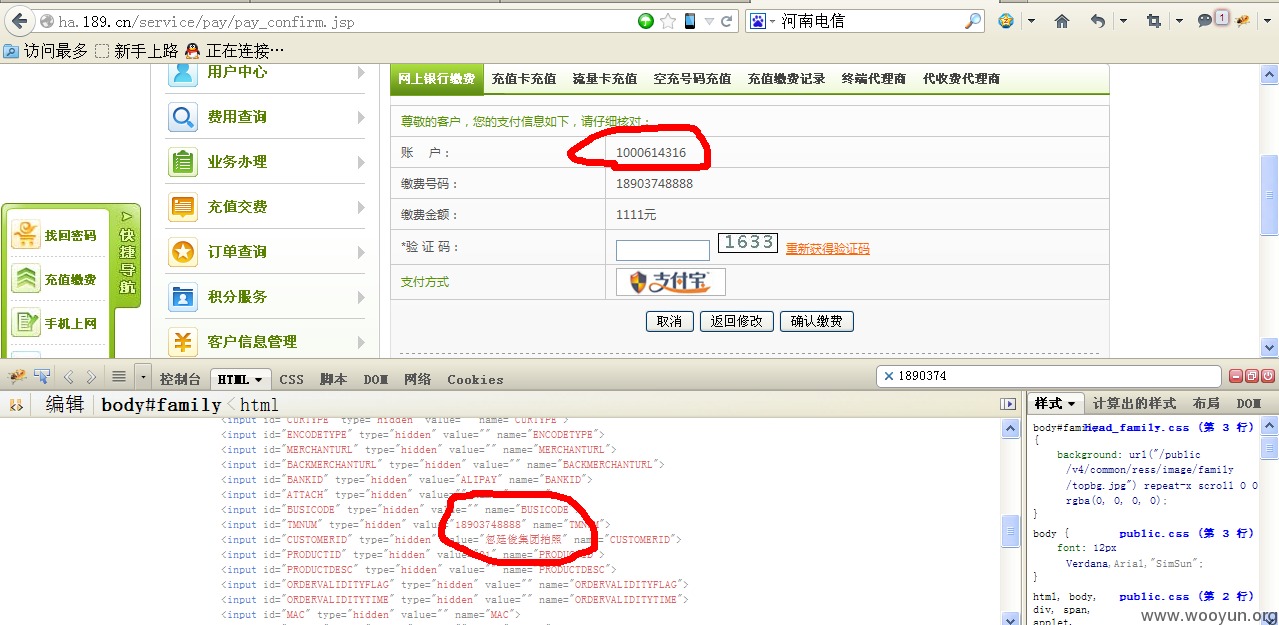 ha.189.cn/service/pay/pay_confirm.jsp
河南电信
1
访问最多 新手上路 正在连接…
用户中心
费用查询
业务办理
充值交费
订单查询
积分服务
客户信息管理
快捷导航
找回密码
充值缴费
手机上网
网上银行缴费 充值卡充值 流量卡充值 空充号码充值 充值缴费记录 终端代理商 代收费代理商
尊敬的客户，您的支付信息如下，请仔细核对：
账 户： 1000614316
缴费号码： 18903748888
缴费金额： 1111元
*验 证 码： 1633 重新获得验证码
支付方式 支付宝
取消 返回修改 确认缴费
控制台 HTML CSS 脚本 DOM 网络 Cookies
1890374
编辑 body#family < html
<input id="CURTYPE" type="hidden" value="" name="CURTYPE">
<input id="ENCODETYPE" type="hidden" value="" name="ENCODETYPE">
<input id="MERCHANTURL" type="hidden" value="" name="MERCHANTURL">
<input id="BACKMERCHANTURL" type="hidden" value="" name="BACKMERCHANTURL">
<input id="BANKID" type="hidden" value="ALIPAY" name="BANKID">
<input id="ATTACH" type="hidden" value=
<input id="BUSICODE" type="hidden" value="" name="BUSICODE
<input id="TMNUM" type="hidden" value="18903748888" name="TMNUM">
<input id="CUSTOMERID" type="hidden" value= 延俊集团拍照" name="CUSTOMERID">
<input id="PRODUCTID" type="hidden" name="PRODUCTID">
<input id="PRODUCTDESC" type="hidden" value="" name="PRODUCTDESC">
<input id="ORDERVALIDITYFLAG" type="hidden" value="" name="ORDERVALIDITYFLAG">
<input id="ORDERVALIDITYTIME" type="hidden" value="" name="ORDERVALIDITYTIME">
<input id="MAC" type="hidden" value="" name="MAC">
样式 计算出的样式 布局 DOM
body#family head_family.css (第 3 行)
{
background: url("/public
/v4/common/ress/image/family
/topbg.jpg") repeat-x scroll 0 0
rgba(0, 0, 0, 0);
}
body { public.css (第 3 行)
font: 12px
Verdana,Arial,"SimSun";
}
html, body, public.css (第 2 行)
div, span,
applet,
www.wooyun.org